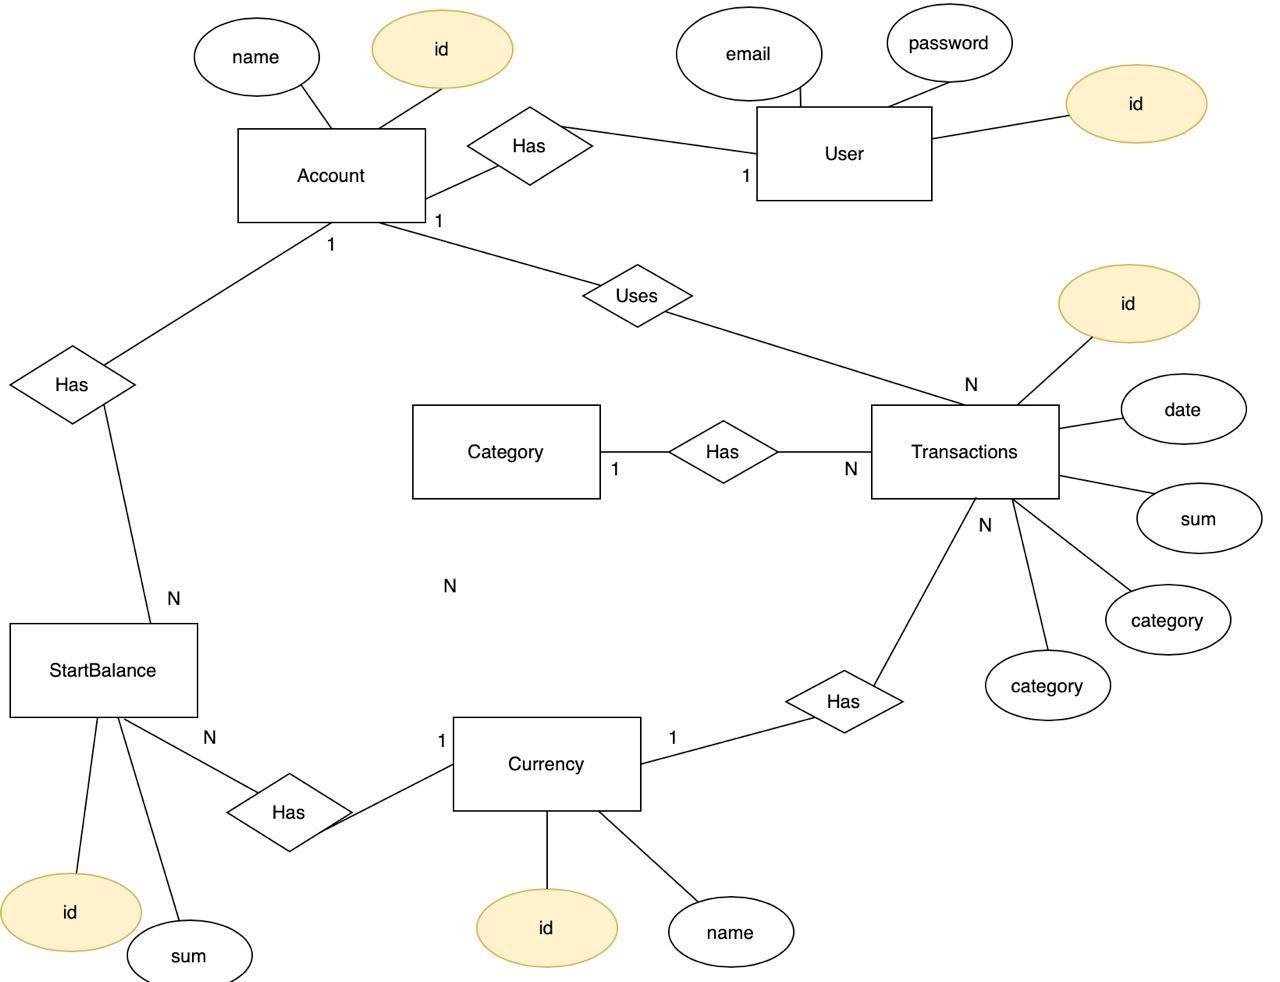 name
id
email
password
id
Account
Has
User
1
1
1
Uses
id
Has
N
date
Category
1
Has
N
Transactions
sum
N
N
N
category
StartBalance
category
N
1
Currency
1
Has
Has
id
sum
id
name